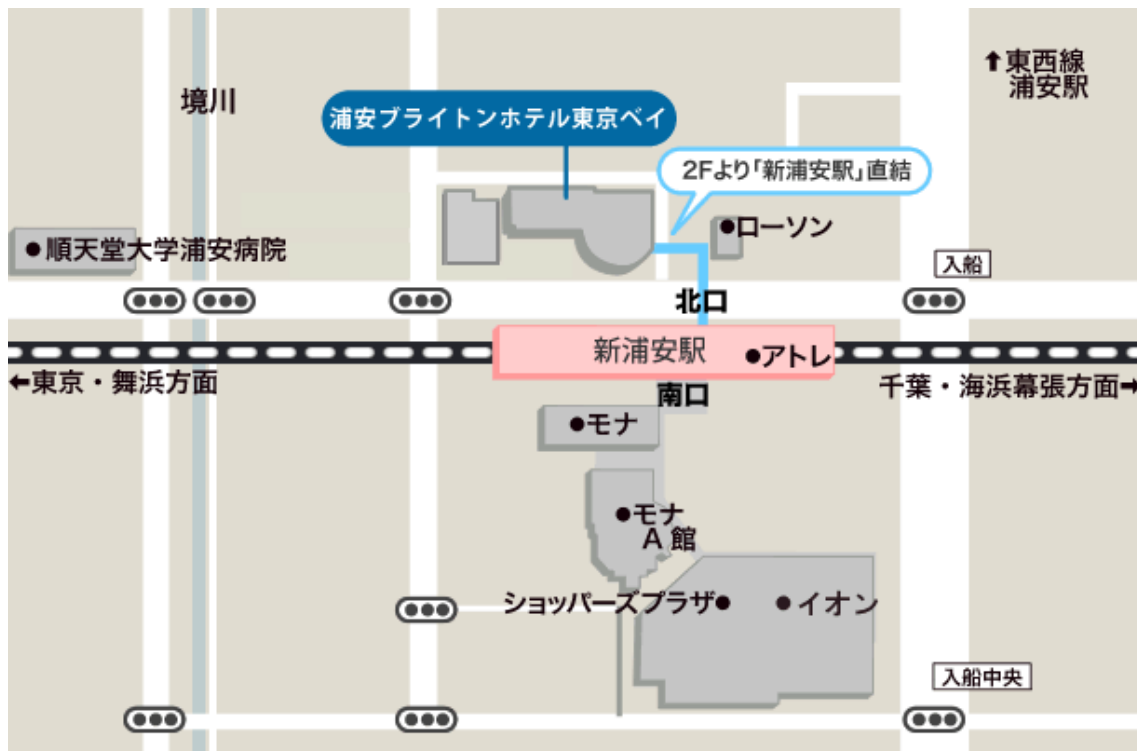 ↑東西線
浦安駅
境川
浦安ブライトンホテル東京ベイ
2Fより「新浦安駅」直結
●ローソン
●順天堂大学浦安病院
入船
北口
新浦安駅
●アトレ
←東京・舞浜方面
千葉・海浜幕張方面→
南口
●モナ
●モナ
A館
ショッパーズプラザ●
●イオン
入船中央